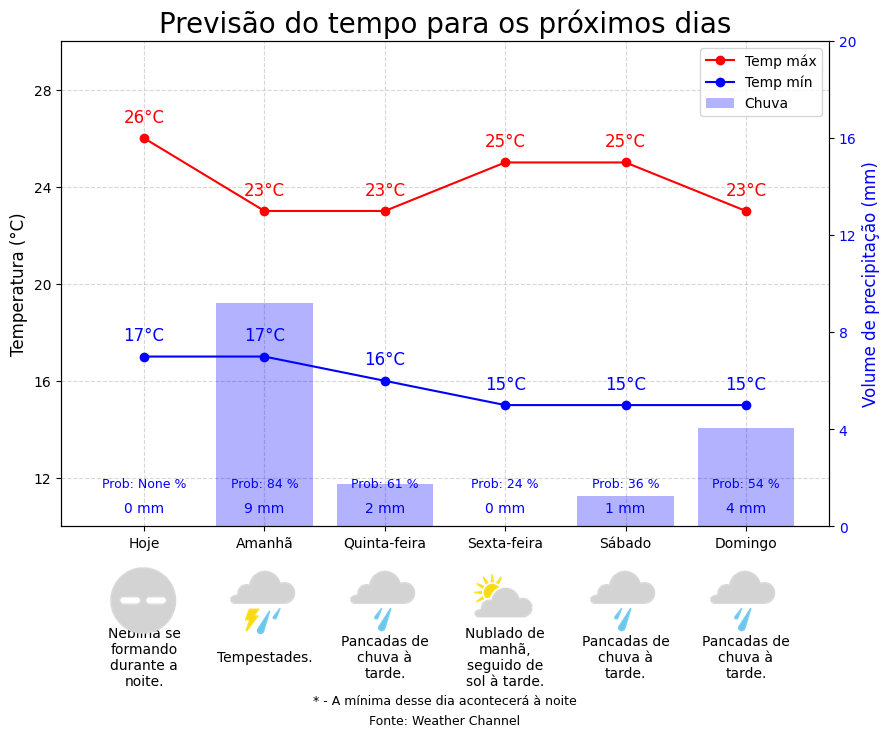 Previsão do tempo para os próximos dias
Temp máx
Temp mín
Chuva
Temperatura (°C)
28
24
20
16
12
Volume de precipitação (mm)
20
16
12
8
4
0
26°C
23°C
23°C
25°C
25°C
23°C
17°C
17°C
16°C
15°C
15°C
15°C
Prob: None %
Prob: 84 %
Prob: 61 %
Prob: 24 %
Prob: 36 %
Prob: 54 %
0 mm
9 mm
2 mm
0 mm
1 mm
4 mm
Hoje
Amanhã
Quinta-feira
Sexta-feira
Sábado
Domingo
Neblina se
formando
durante a
noite.
Tempestades.
Pancadas de
chuva à
tarde.
Nublado de
manhã,
seguido de
sol à tarde.
Pancadas de
chuva à
tarde.
Pancadas de
chuva à
tarde.
* - A mínima desse dia acontecerá à noite
Fonte: Weather Channel